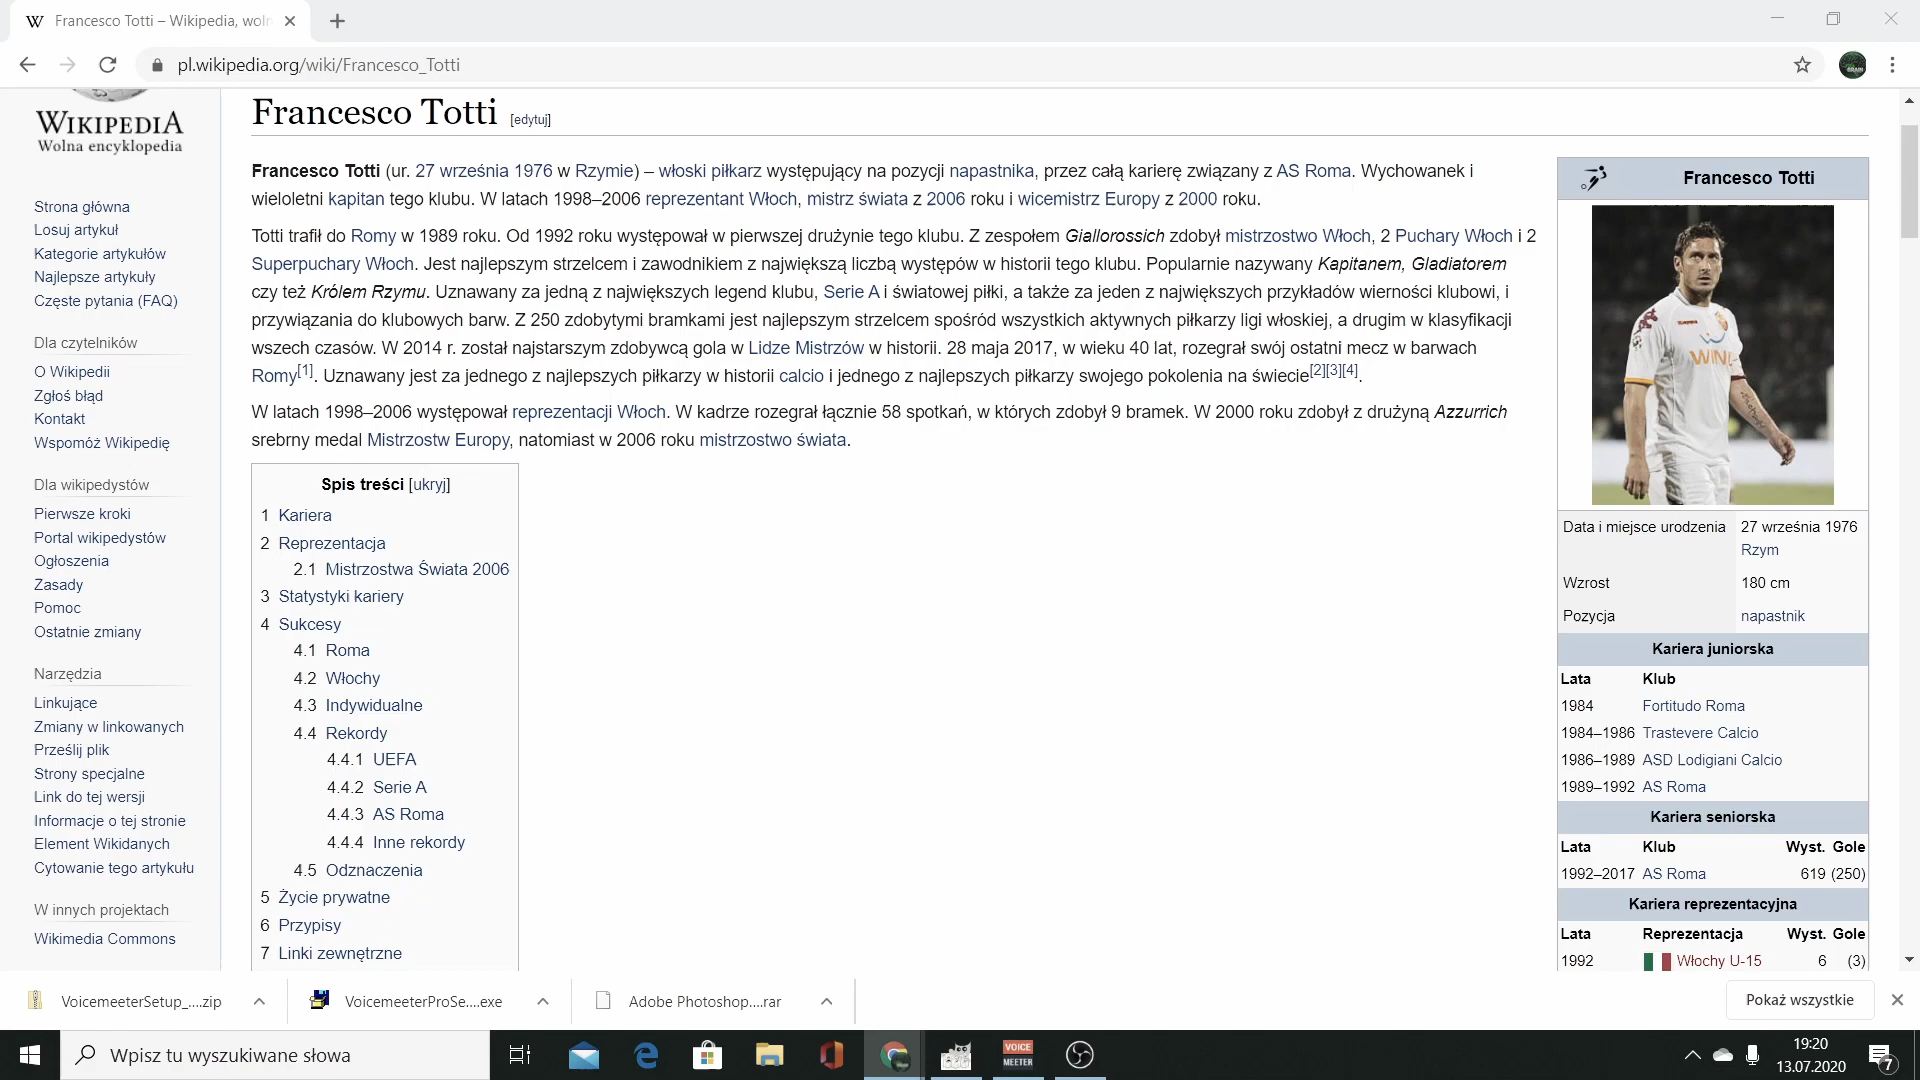 Francesco Totti – Wikipedia, woln
pl.wikipedia.org/wiki/Francesco_Totti
WIKIPEDIA
Wolna encyklopedia
Strona główna
Losuj artykuł
Kategorie artykułów
Najlepsze artykuły
Częste pytania (FAQ)
Dla czytelników
O Wikipedii
Zgłoś błąd
Kontakt
Wspomóż Wikipedię
Dla wikipedystów
Pierwsze kroki
Portal wikipedystów
Ogłoszenia
Zasady
Pomoc
Ostatnie zmiany
Narzędzia
Linkujące
Zmiany w linkowanych
Prześlij plik
Strony specjalne
Link do tej wersji
Informacje o tej stronie
Element Wikidanych
Cytowanie tego artykułu
W innych projektach
Wikimedia Commons
Francesco Totti [edytuj]
Francesco Totti (ur. 27 września 1976 w Rzymie) – włoski piłkarz występujący na pozycji napastnika, przez całą karierę związany z AS Roma. Wychowanek i
wieloletni kapitan tego klubu. W latach 1998–2006 reprezentant Włoch, mistrz świata z 2006 roku i wicemistrz Europy z 2000 roku.
Totti trafił do Romy w 1989 roku. Od 1992 roku występował w pierwszej drużynie tego klubu. Z zespołem Giallorossich zdobył mistrzostwo Włoch, 2 Puchary Włoch i 2
Superpuchary Włoch. Jest najlepszym strzelcem i zawodnikiem z największą liczbą występów w historii tego klubu. Popularnie nazywany Kapitanem, Gladiatorem
czy też Królem Rzymu. Uznawany za jedną z największych legend klubu, Serie A i światowej piłki, a także za jeden z największych przykładów wierności klubowi, i
przywiązania do klubowych barw. Z 250 zdobytymi bramkami jest najlepszym strzelcem spośród wszystkich aktywnych piłkarzy ligi włoskiej, a drugim w klasyfikacji
wszech czasów. W 2014 r. został najstarszym zdobywcą gola w Lidze Mistrzów w historii. 28 maja 2017, w wieku 40 lat, rozegrał swój ostatni mecz w barwach
Romy[1]. Uznawany jest za jednego z najlepszych piłkarzy w historii calcio i jednego z najlepszych piłkarzy swojego pokolenia na świecie[2][3][4].
W latach 1998–2006 występował reprezentacji Włoch. W kadrze rozegrał łącznie 58 spotkań, w których zdobył 9 bramek. W 2000 roku zdobył z drużyną Azzurrich
srebrny medal Mistrzostw Europy, natomiast w 2006 roku mistrzostwo świata.
Spis treści [ukryj]
1 Kariera
2 Reprezentacja
2.1 Mistrzostwa Świata 2006
3 Statystyki kariery
4 Sukcesy
4.1 Roma
4.2 Włochy
4.3 Indywidualne
4.4 Rekordy
4.4.1 UEFA
4.4.2 Serie A
4.4.3 AS Roma
4.4.4 Inne rekordy
4.5 Odznaczenia
5 Życie prywatne
6 Przypisy
7 Linki zewnętrzne
Francesco Totti
WIND
Data i miejsce urodzenia 27 września 1976
Rzym
Wzrost 180 cm
Pozycja napastnik
Kariera juniorska
Lata Klub
1984 Fortitudo Roma
1984–1986 Trastevere Calcio
1986–1989 ASD Lodigiani Calcio
1989–1992 AS Roma
Kariera seniorska
Lata Klub Wyst. Gole
1992–2017 AS Roma 619 (250)
Kariera reprezentacyjna
Lata Reprezentacja Wyst. Gole
1992 Włochy U-15 6 (3)
VoicemeeterSetup_....zip
VoicemeeterProSe....exe
Adobe Photoshop....rar
Pokaż wszystkie
Wpisz tu wyszukiwane słowa
VOICE
MEETER
19:20
13.07.2020
7